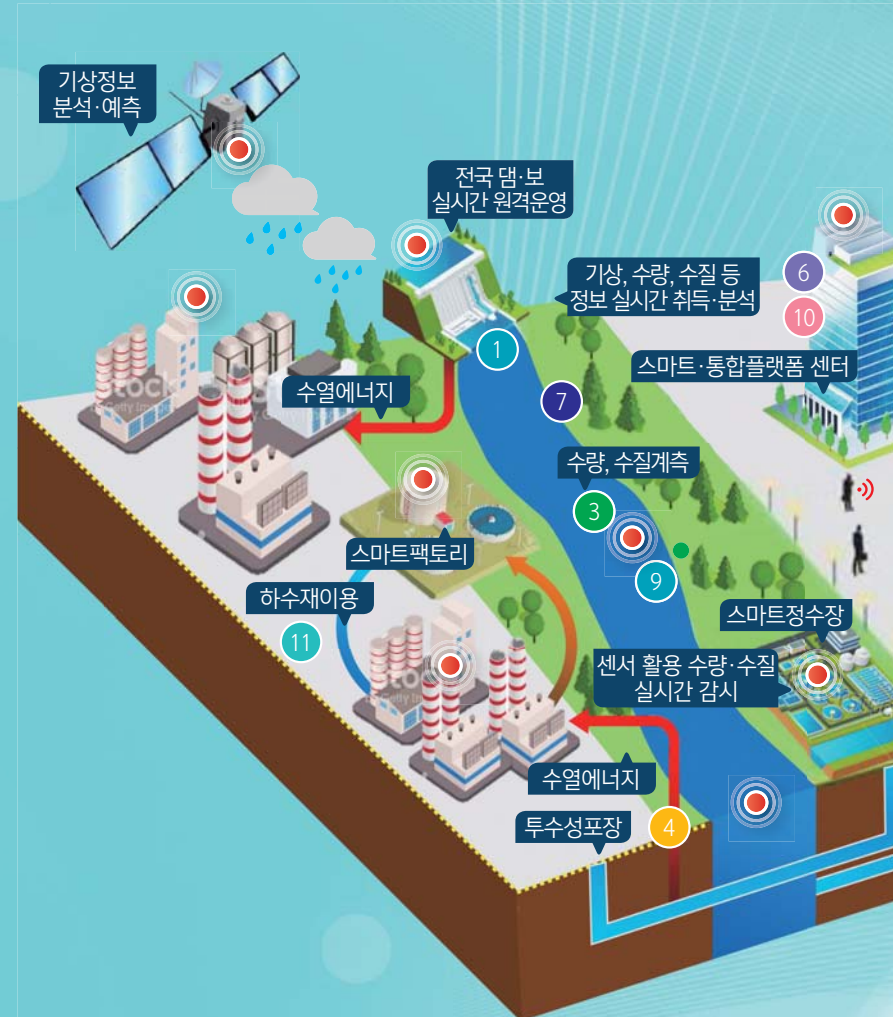 기상정보
분석·예측
전국 댐·보
실시간 원격운영
기상, 수량, 수질 등
정보 실시간 취득·분석
6
10
1
스마트·통합플랫폼 센터
수열에너지
7
수량, 수질계측
3
스마트팩토리
9
하수재이용
11
스마트정수장
센서 활용 수량·수질
실시간 감시
수열에너지
투수성포장
4